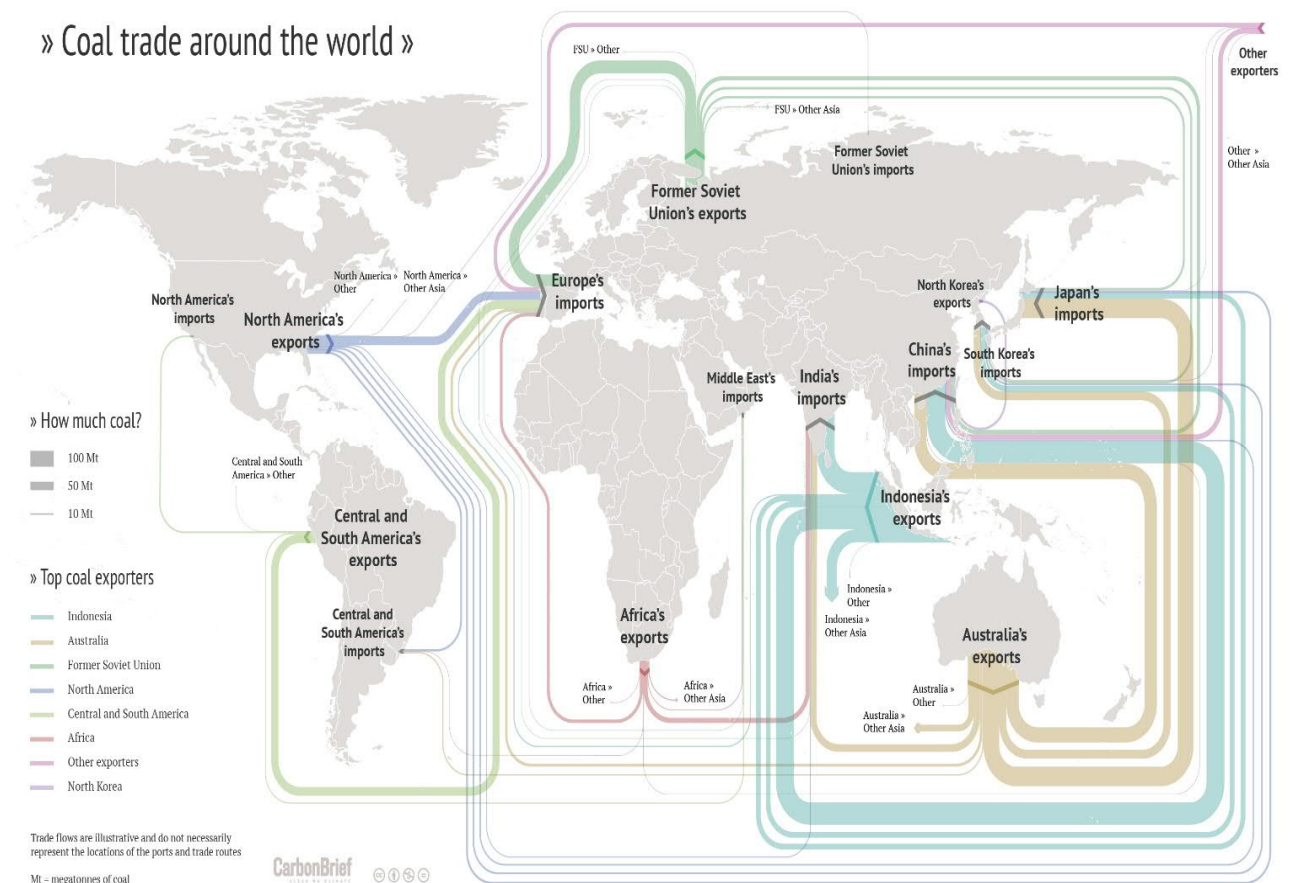 » Coal trade around the world »
FSU » Other
Other
exporters
FSU » Other Asia
Former Soviet
Union's imports
Other »
Other Asia
Former Soviet
Union's exports
North America »
Other
North America »
Other Asia
Europe's
imports
North America's
imports
North America's
exports
North Korea's
exports
Japan's
imports
China's
imports
South Korea's
imports
Middle East's
imports
India's
imports
» How much coal?
100 Mt
50 Mt
10 Mt
Central and South
America » Other
Central and
South America's
exports
Indonesia's
exports
» Top coal exporters
Indonesia
Australia
Former Soviet Union
North America
Central and South America
Africa
Other exporters
North Korea
Central and
South America's
imports
Africa's
exports
Indonesia »
Other
Indonesia »
Other Asia
Australia's
exports
Africa »
Other
Africa »
Other Asia
Australia »
Other
Australia »
Other Asia
Trade flows are illustrative and do not necessarily
represent the locations of the ports and trade routes
Mt = megatonnes of coal
CarbonBrief